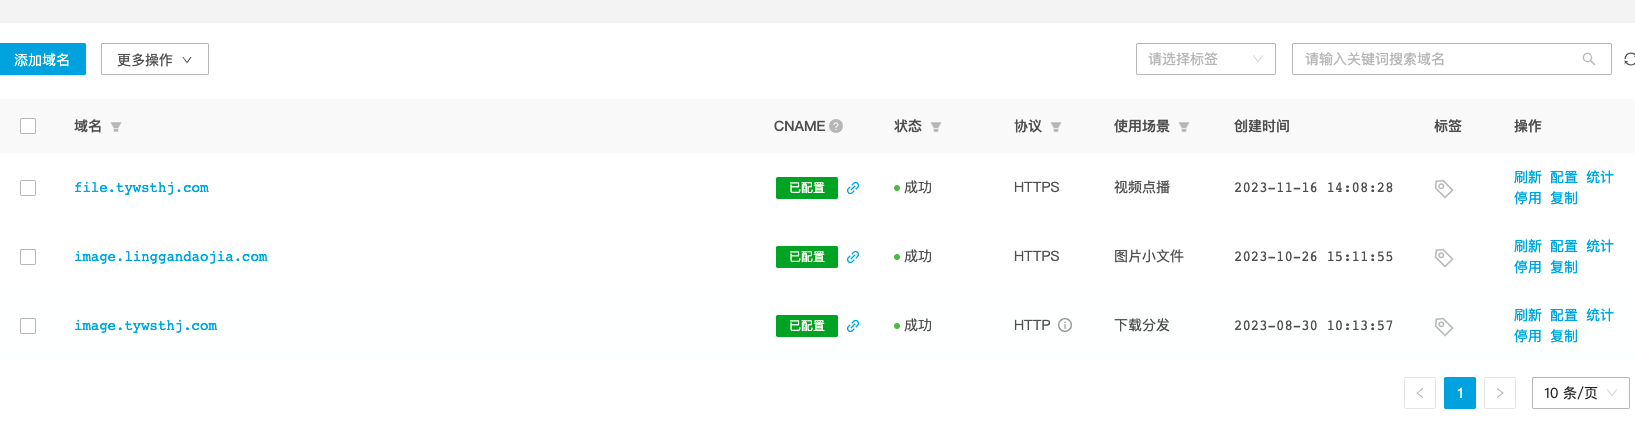 添加域名 更多操作 请选择标签 请输入关键词搜索域名
域名 CNAME 状态 协议 使用场景 创建时间 标签 操作
file.tywsthj.com 已配置 成功 HTTPS 视频点播 2023-11-16 14:08:28 刷新 配置 统计
停用 复制
image.linggandaojia.com 已配置 成功 HTTPS 图片小文件 2023-10-26 15:11:55 刷新 配置 统计
停用 复制
image.tywsthj.com 已配置 成功 HTTP 下载分发 2023-08-30 10:13:57 刷新 配置 统计
停用 复制
1 10 条/页